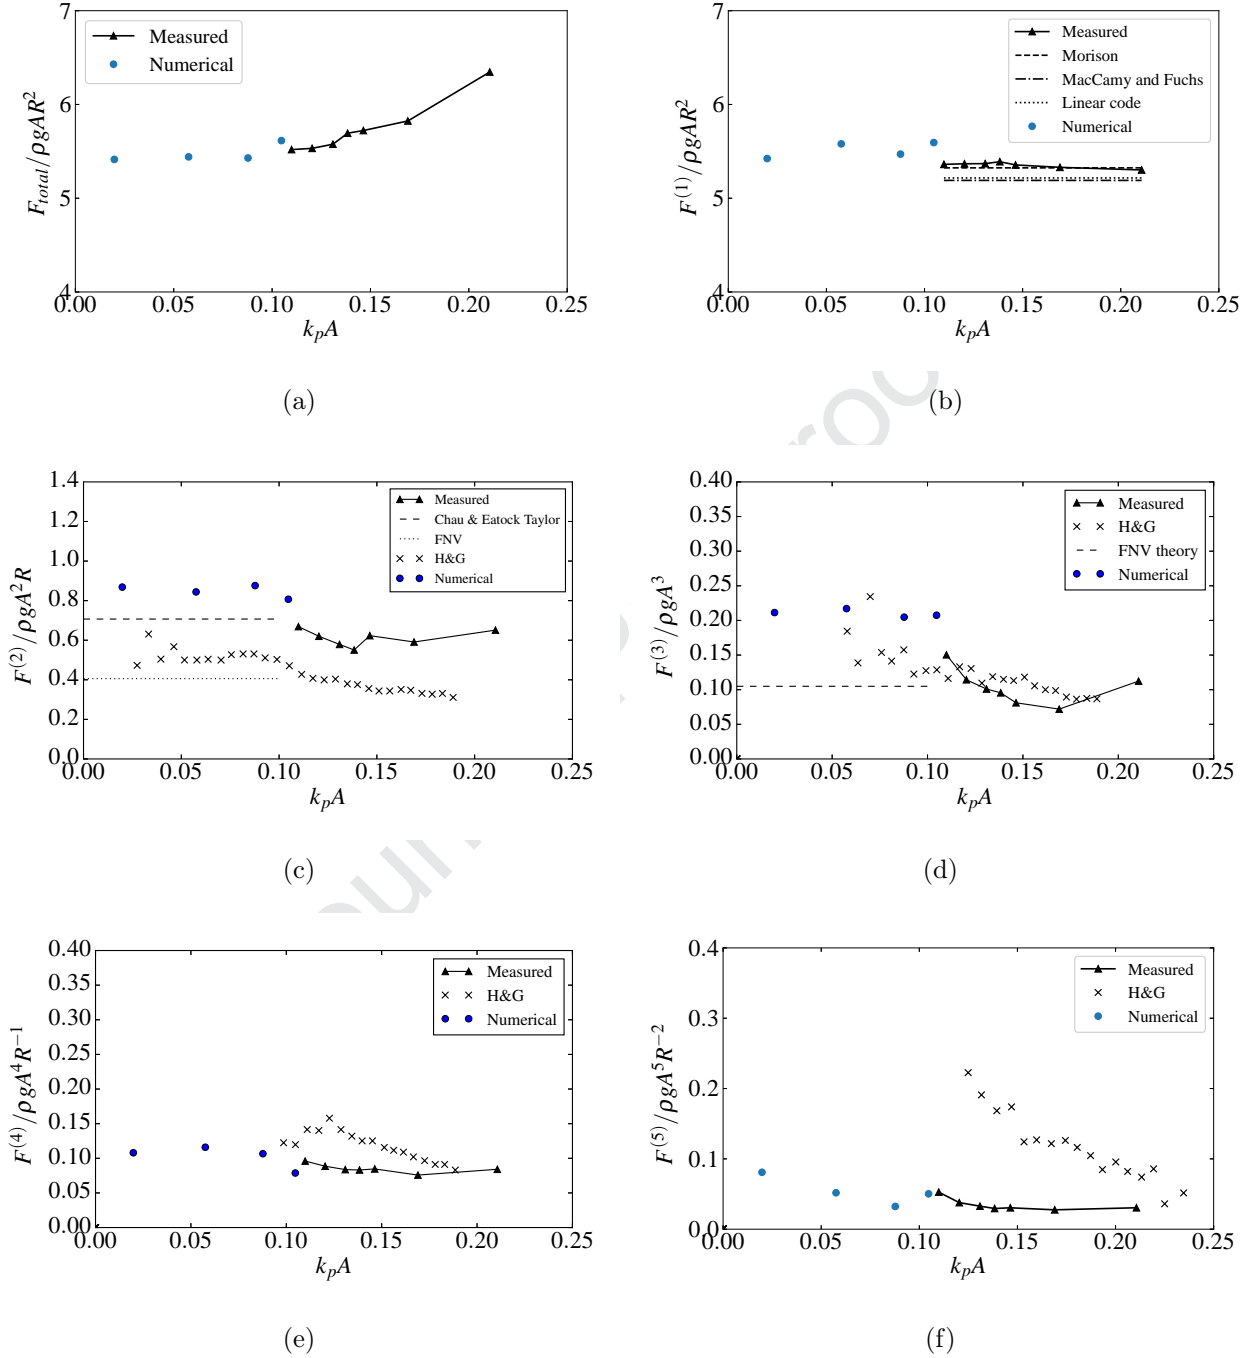 7
6
5
4
0.00 0.05 0.10 0.15 0.20 0.25
F_total/ρgAR²
k_pA
Measured
Numerical
(a)
7
6
5
4
0.00 0.05 0.10 0.15 0.20 0.25
F⁽¹⁾/ρgAR²
k_pA
Measured
Morison
MacCamy and Fuchs
Linear code
Numerical
(b)
1.4
1.2
1.0
0.8
0.6
0.4
0.2
0.0
0.00 0.05 0.10 0.15 0.20 0.25
F⁽²⁾/ρgA²R
k_pA
Measured
Chau & Eatock Taylor
FNV
H&G
Numerical
(c)
0.40
0.35
0.30
0.25
0.20
0.15
0.10
0.05
0.00
0.00 0.05 0.10 0.15 0.20 0.25
F⁽³⁾/ρgA³
k_pA
Measured
H&G
FNV theory
Numerical
(d)
0.40
0.35
0.30
0.25
0.20
0.15
0.10
0.05
0.00
0.00 0.05 0.10 0.15 0.20 0.25
F⁽⁴⁾/ρgA⁴R⁻¹
k_pA
Measured
H&G
Numerical
(e)
0.4
0.3
0.2
0.1
0.0
0.00 0.05 0.10 0.15 0.20 0.25
F⁽⁵⁾/ρgA⁵R⁻²
k_pA
Measured
H&G
Numerical
(f)